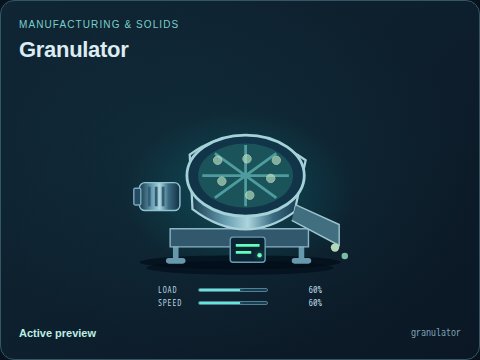 MANUFACTURING & SOLIDS
Granulator
LOAD 60%
SPEED 60%
Active preview
granulator